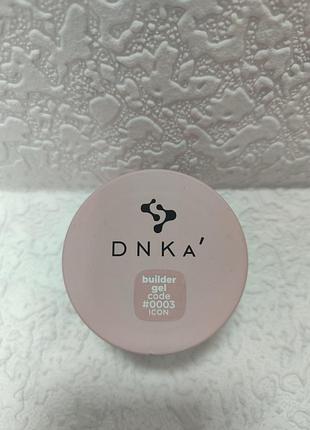 DNKa'
builder
gel
code
#0003
ICON